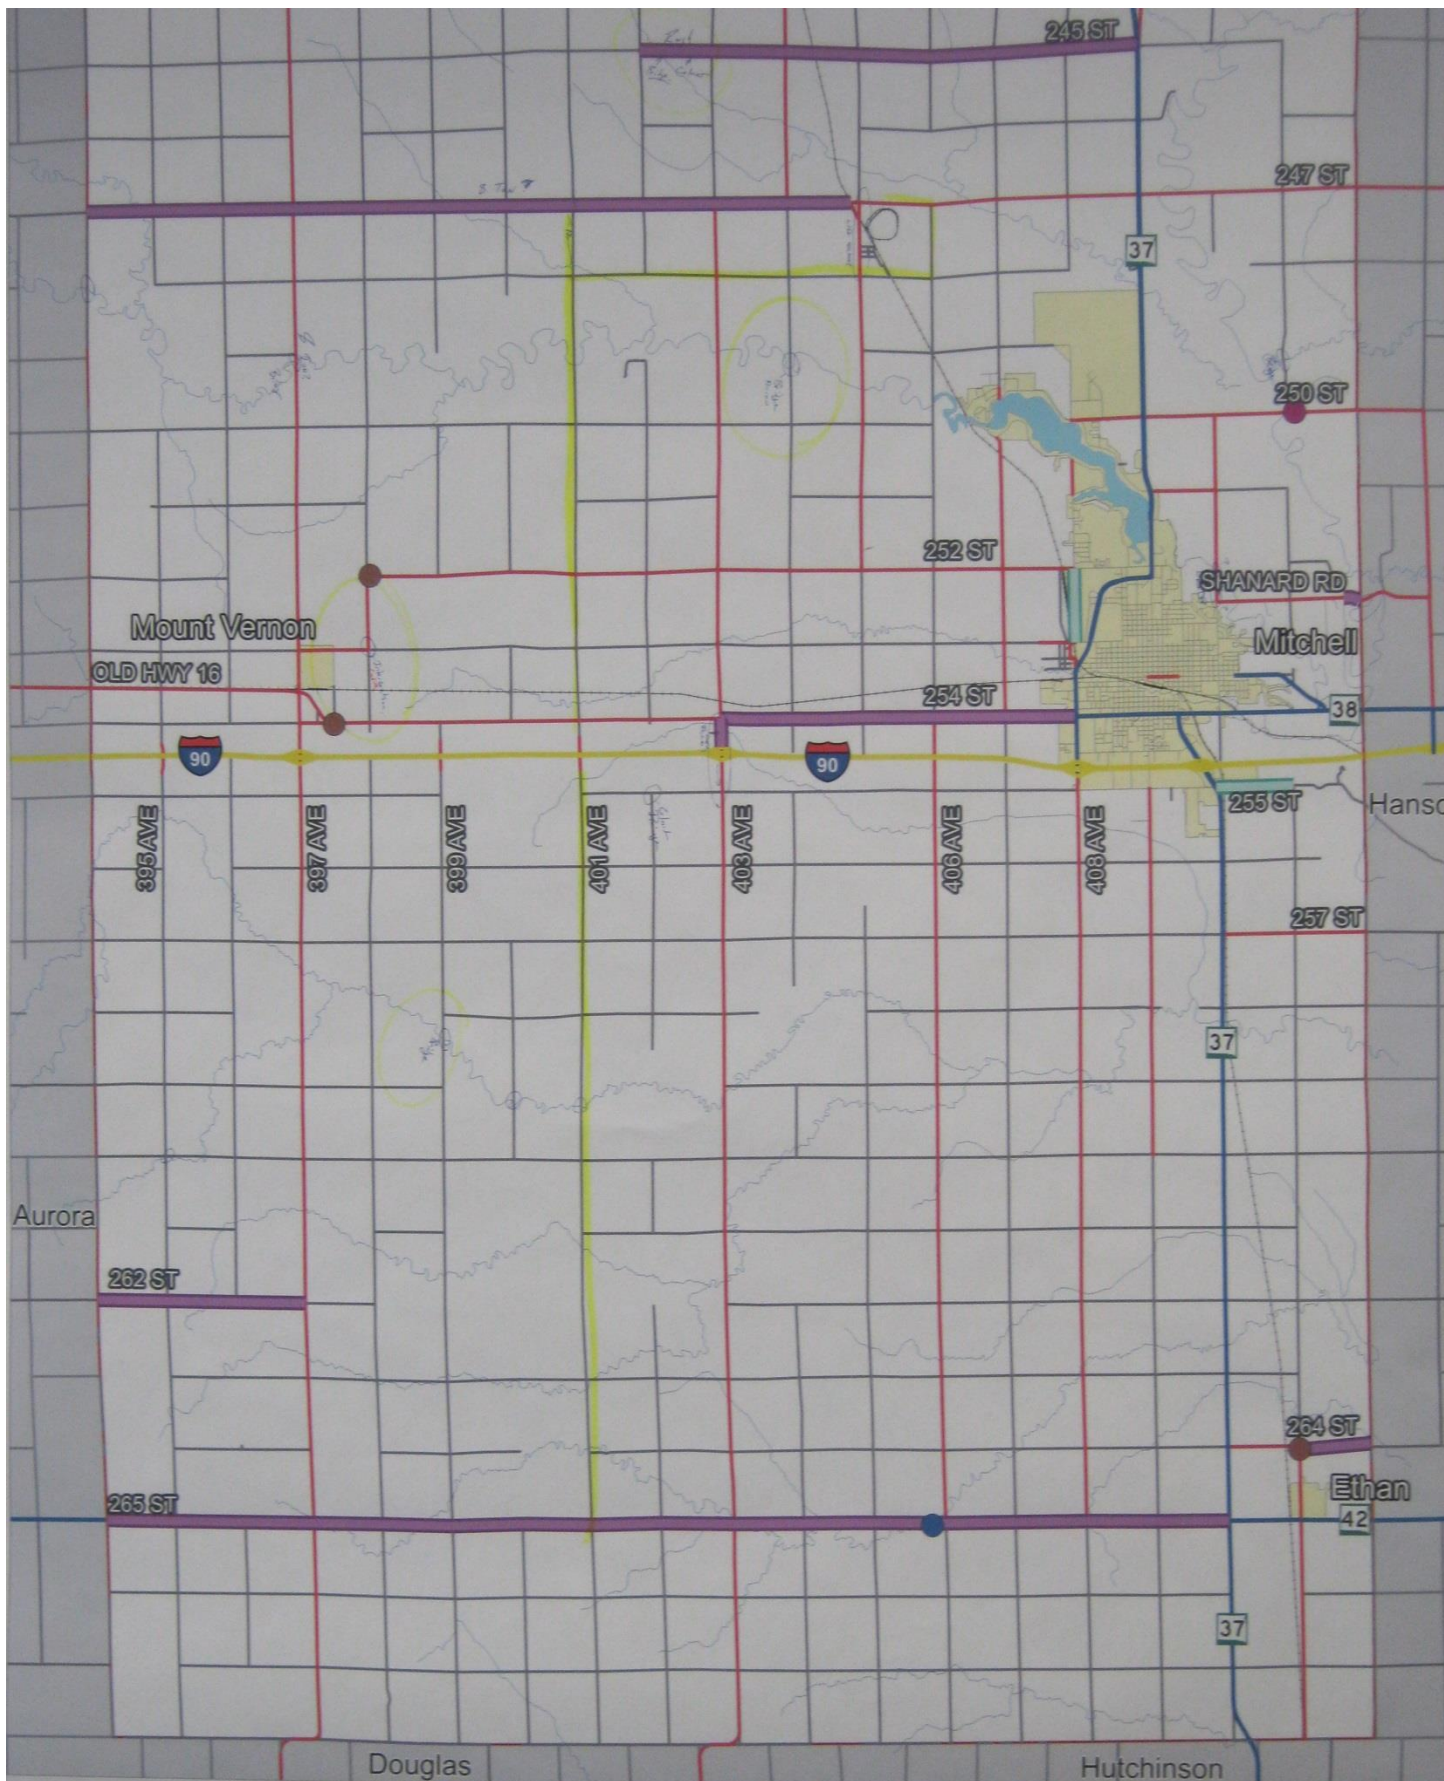 245 ST
247 ST
37
250 ST
252 ST
SHANARD RD
Mount Vernon
Mitchell
OLD HWY 16
254 ST
38
90
90
255 ST
Hanso
395 AVE
397 AVE
399 AVE
401 AVE
403 AVE
406 AVE
408 AVE
257 ST
37
Aurora
262 ST
264 ST
Ethan
265 ST
42
37
Douglas
Hutchinson